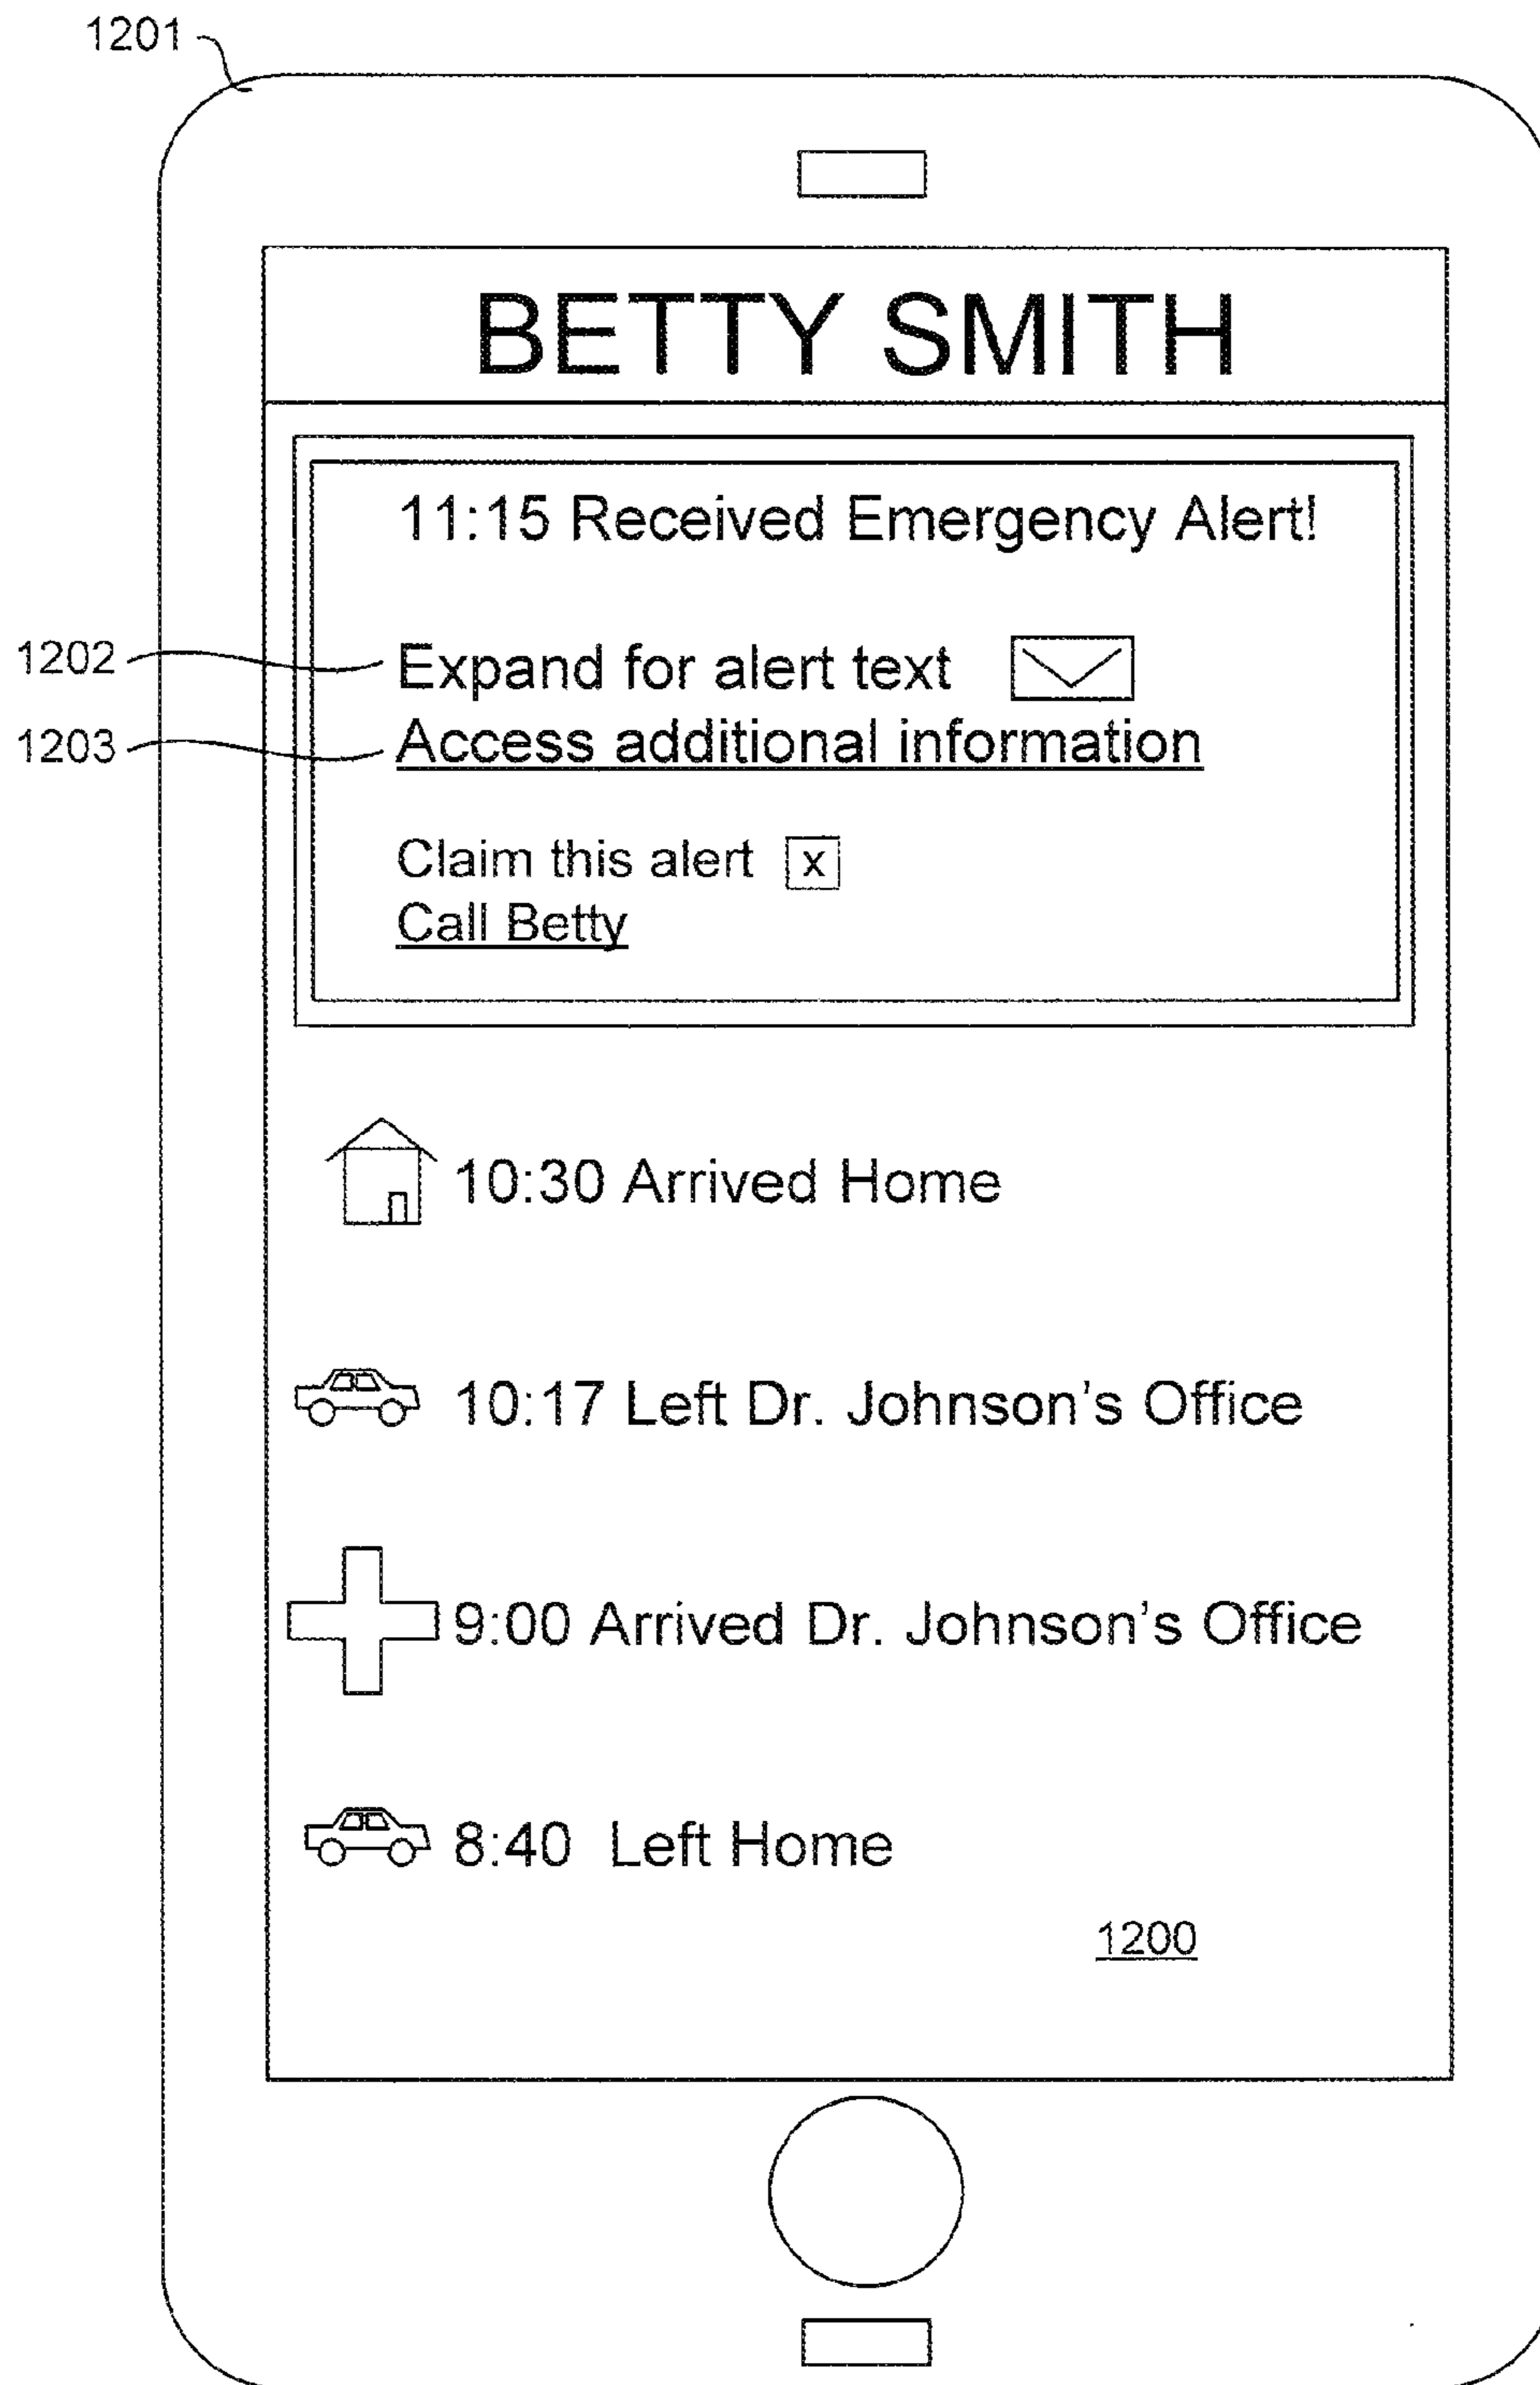 1201
BETTY SMITH
11:15 Received Emergency Alert!
1202
Expand for alert text
1203
Access additional information
Claim this alert x
Call Betty
10:30 Arrived Home
10:17 Left Dr. Johnson's Office
9:00 Arrived Dr. Johnson's Office
8:40 Left Home
1200